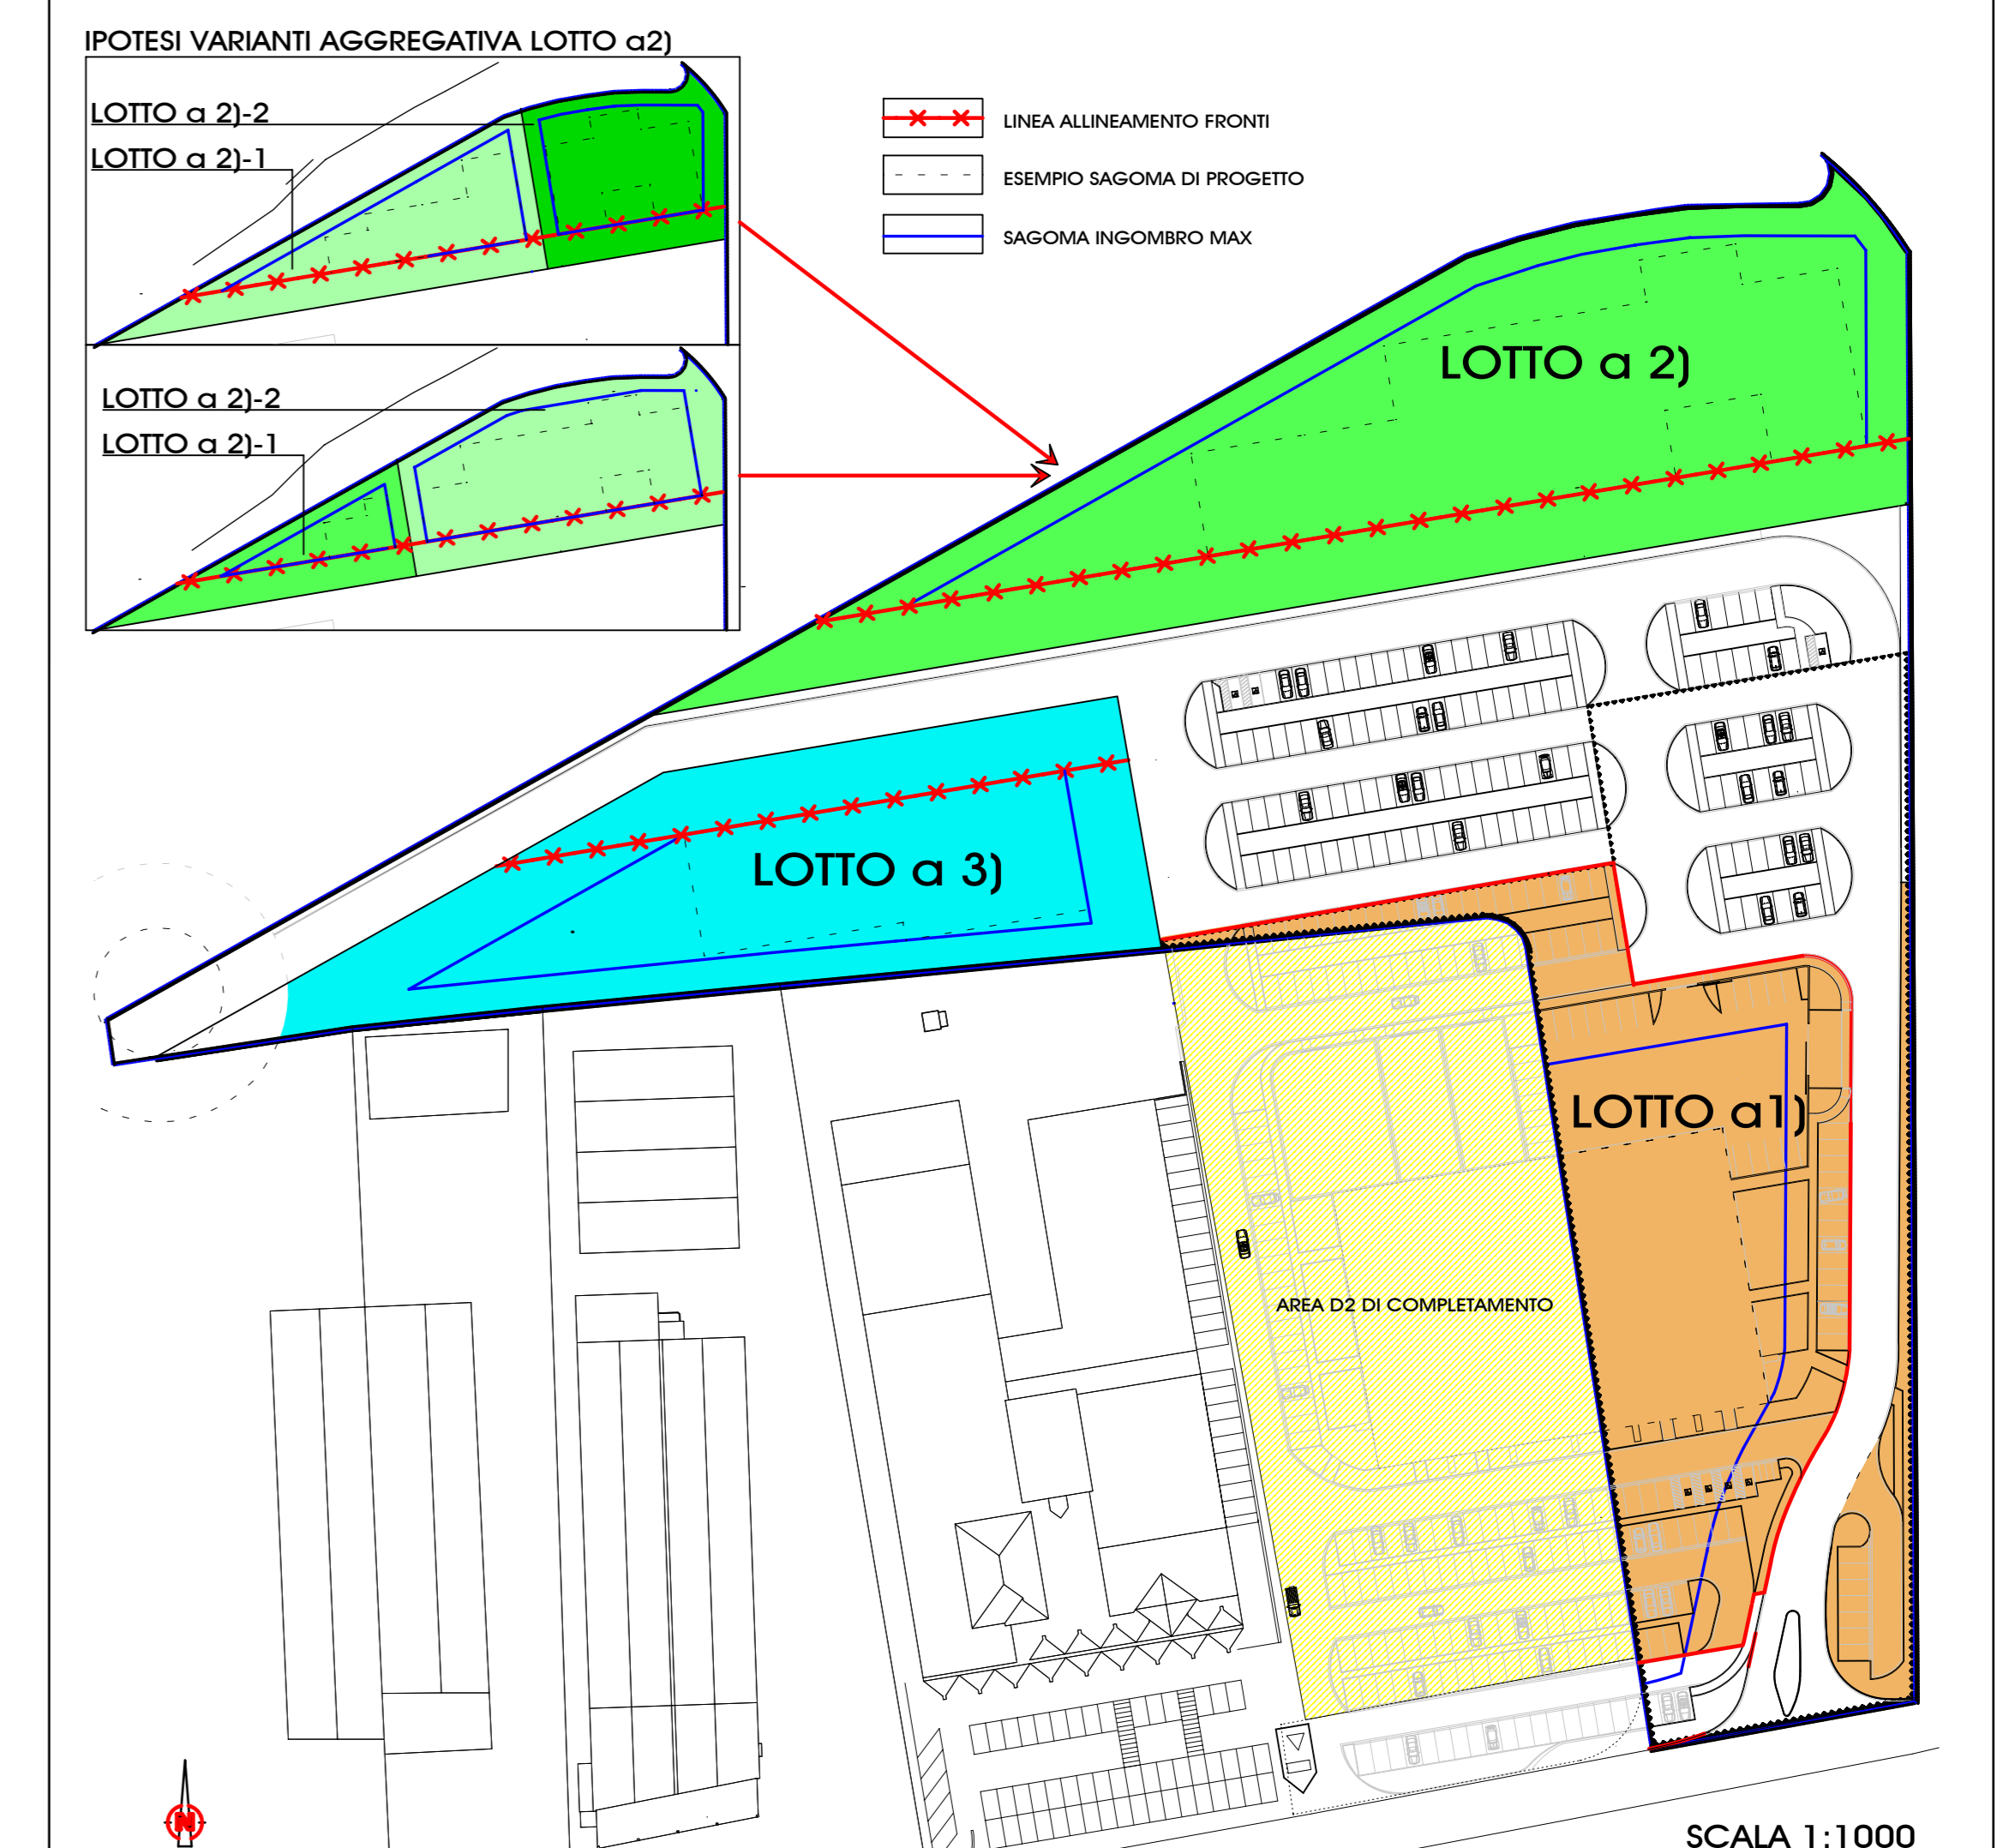 IPOTESI VARIANTI AGGREGATIVA LOTTO a2)
LOTTO a 2)-2
LOTTO a 2)-1
LOTTO a 2)-2
LOTTO a 2)-1
LINEA ALLINEAMENTO FRONTI
ESEMPIO SAGOMA DI PROGETTO
SAGOMA INGOMBRO MAX
LOTTO a 2)
LOTTO a 3)
LOTTO a1)
AREA D2 DI COMPLETAMENTO
N
SCALA 1:1000